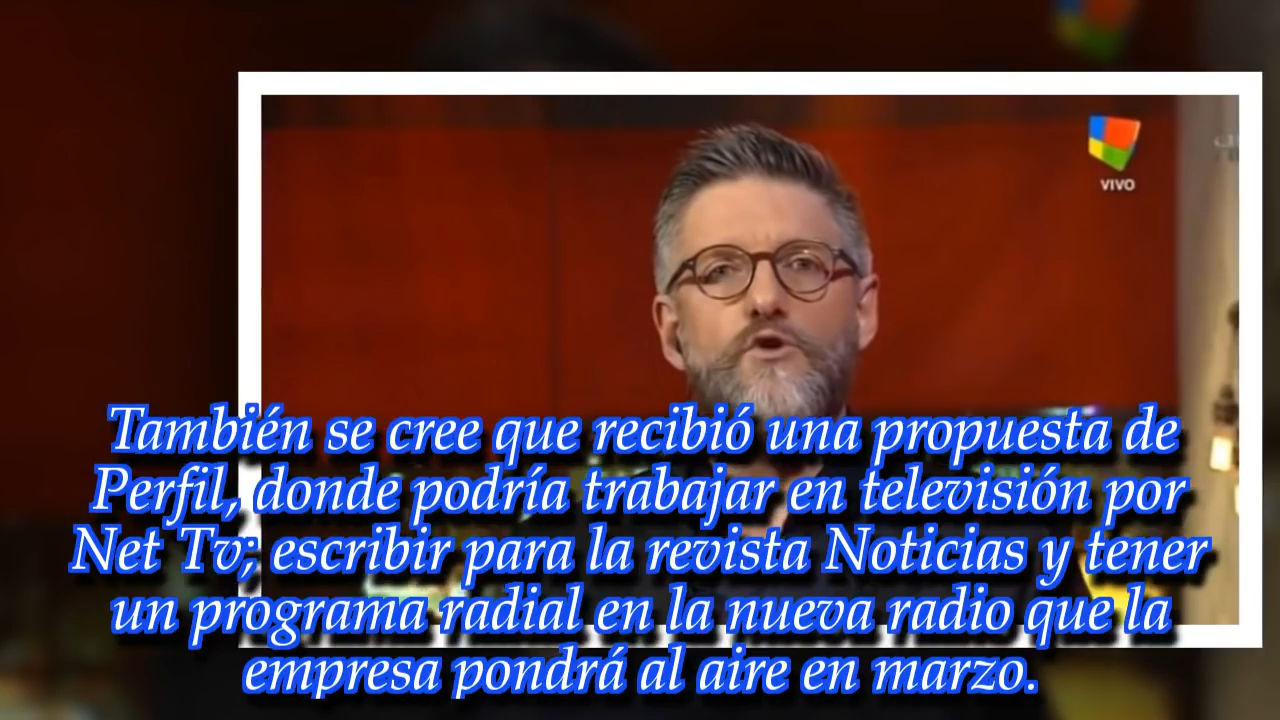 VIVO
También se cree que recibió una propuesta de
Perfil, donde podría trabajar en televisión por
Net Tv; escribir para la revista Noticias y tener
un programa radial en la nueva radio que la
empresa pondrá al aire en marzo.